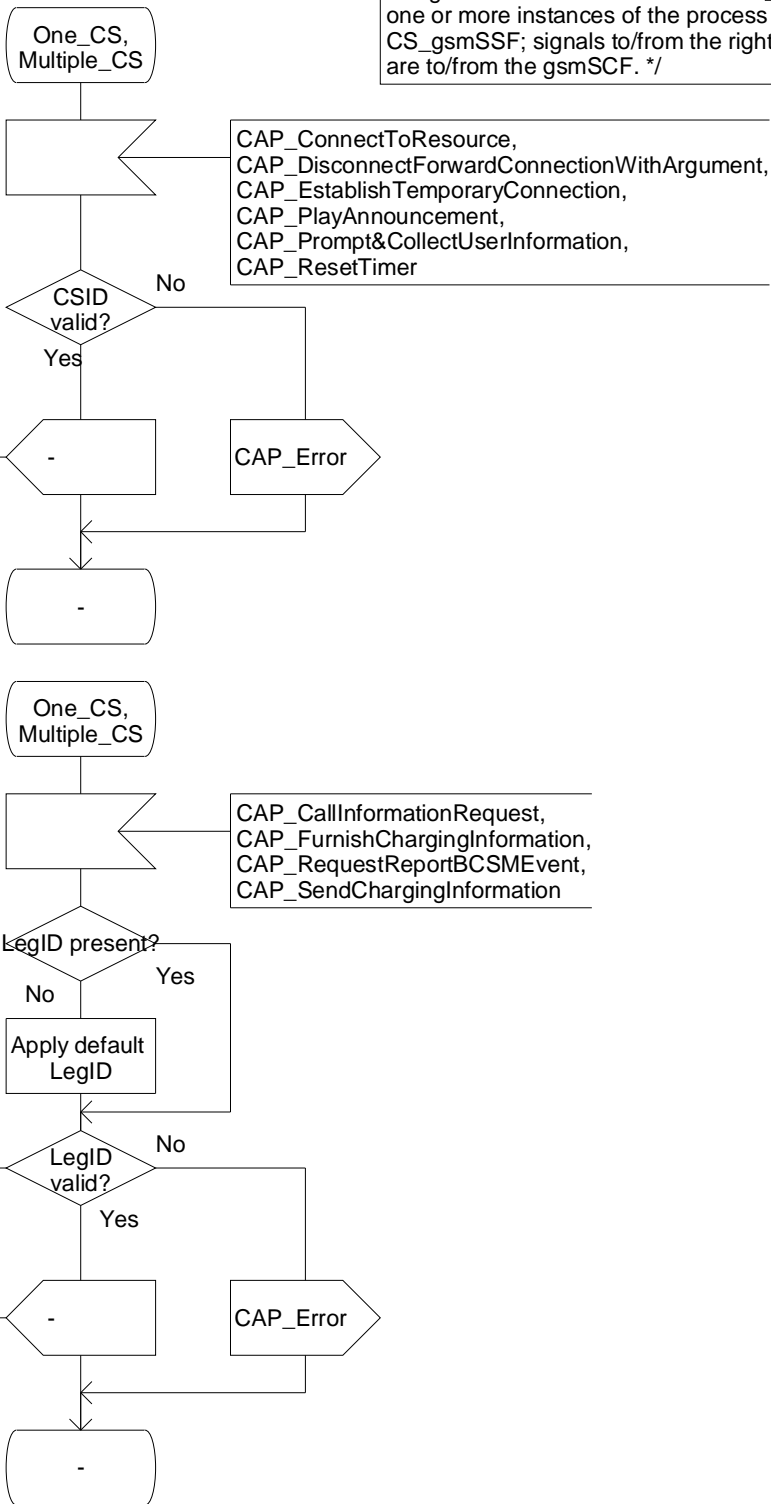 one or more instances of the process
CS_gsmSSF; signals to/from the right
are to/from the gsmSCF. */
One_CS,
Multiple_CS
CAP_ConnectToResource,
CAP_DisconnectForwardConnectionWithArgument,
CAP_EstablishTemporaryConnection,
CAP_PlayAnnouncement,
CAP_Prompt&CollectUserInformation,
CAP_ResetTimer
CSID
valid?
No
Yes
-
CAP_Error
-
One_CS,
Multiple_CS
CAP_CallInformationRequest,
CAP_FurnishChargingInformation,
CAP_RequestReportBCSMEvent,
CAP_SendChargingInformation
LegID present?
Yes
No
Apply default
LegID
LegID
valid?
No
Yes
-
CAP_Error
-